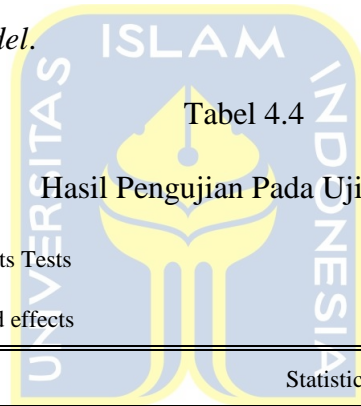 del.
ISLAM
UNIVERSITAS
INDONESIA
Tabel 4.4
Hasil Pengujian Pada Uji
ts Tests
d effects
Statistic